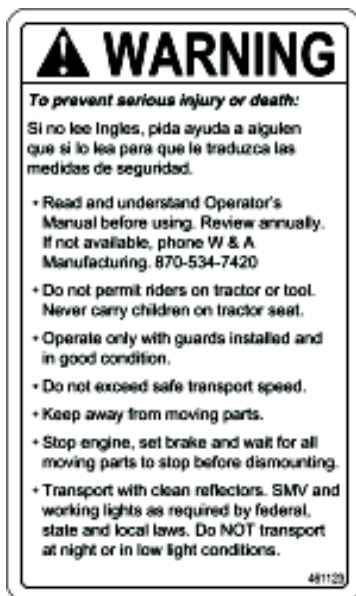 WARNING
To prevent serious injury or death:
Si no lee Ingles, pida ayuda a alguien
que si lo lea para que le traduzca las
medidas de seguridad.
• Read and understand Operator's
Manual before using. Review annually.
If not available, phone W & A
Manufacturing. 870-534-7420
• Do not permit riders on tractor or tool.
Never carry children on tractor seat.
• Operate only with guards installed and
in good condition.
• Do not exceed safe transport speed.
• Keep away from moving parts.
• Stop engine, set brake and wait for all
moving parts to stop before dismounting.
• Transport with clean reflectors. SMV and
working lights as required by federal,
state and local laws. Do NOT transport
at night or in low light conditions.
461123